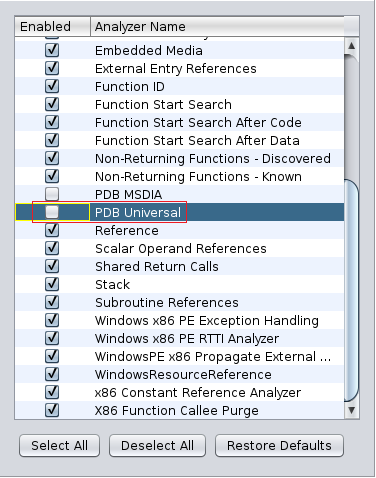 Enabled Analyzer Name
Embedded Media
External Entry References
Function ID
Function Start Search
Function Start Search After Code
Function Start Search After Data
Non-Returning Functions - Discovered
Non-Returning Functions - Known
PDB MSDIA
PDB Universal
Reference
Scalar Operand References
Shared Return Calls
Stack
Subroutine References
Windows x86 PE Exception Handling
Windows x86 PE RTTI Analyzer
WindowsPE x86 Propagate External ...
WindowsResourceReference
x86 Constant Reference Analyzer
X86 Function Callee Purge
Select All Deselect All Restore Defaults